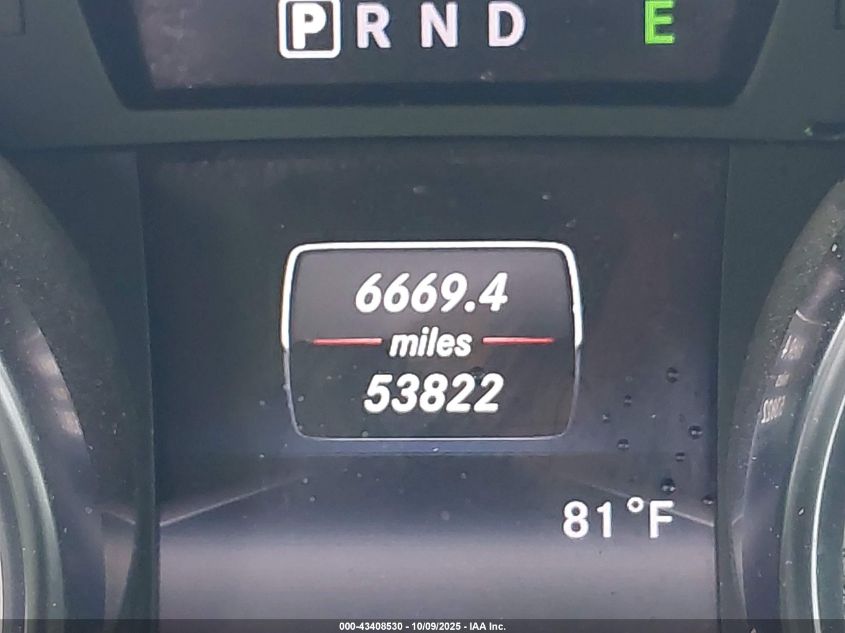 P R N D E
6669.4
miles
53822
81°F
000-43408530 - 10/09/2025 - IAA Inc.